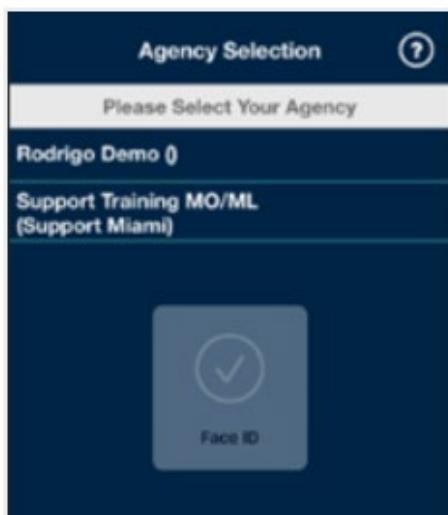 Agency Selection ?
Please Select Your Agency
Rodrigo Demo ()
Support Training MO/ML
(Support Miami)
Face ID